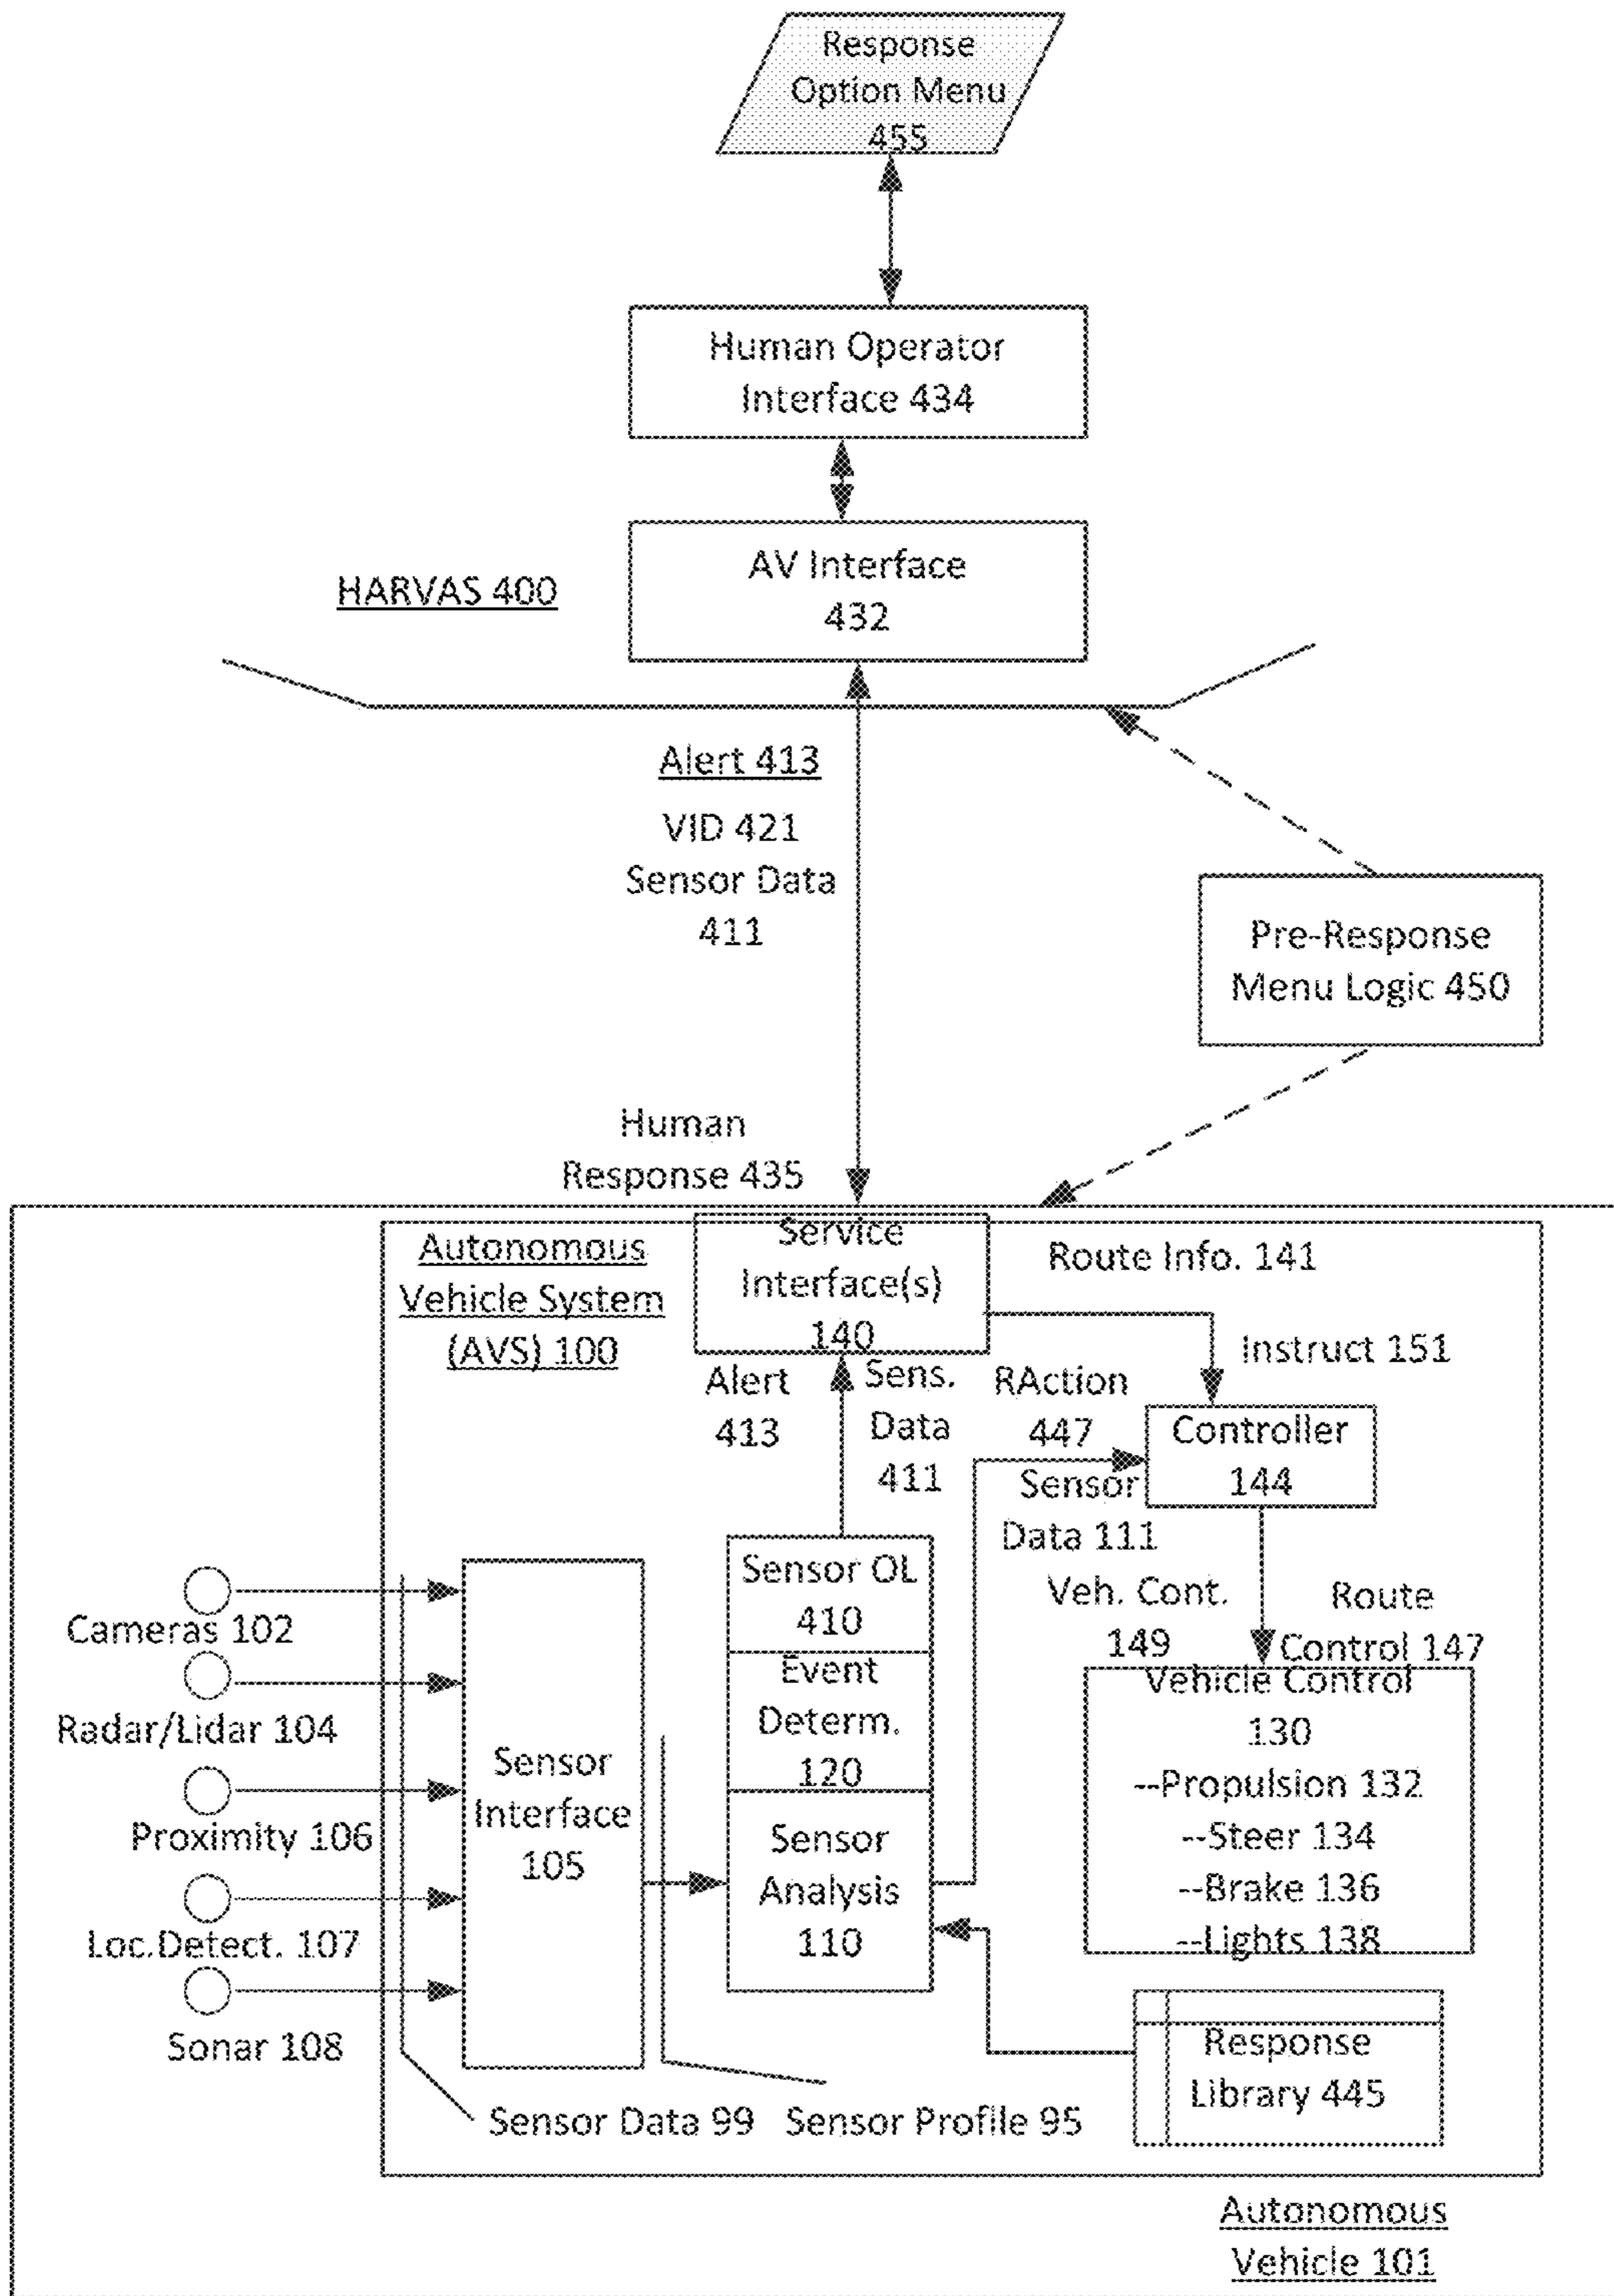 Response
Option Menu
455
Human Operator
Interface 434
AV Interface
432
HARVAS 400
Alert 413
VID 421
Sensor Data
411
Pre-Response
Menu Logic 450
Human
Response 435
Autonomous
Vehicle System
(AVS) 100
Service
Interface(s)
140
Route Info. 141
Instruct 151
Alert
413
Sens.
Data
411
RAction
447
Sensor
Data 111
Controller
144
Veh. Cont.
149
Route
Control 147
Cameras 102
Radar/Lidar 104
Proximity 106
Loc.Detect. 107
Sonar 108
Sensor
Interface
105
Sensor OL
410
Event
Determ.
120
Sensor
Analysis
110
Vehicle Control
130
--Propulsion 132
--Steer 134
--Brake 136
--Lights 138
Response
Library 445
Sensor Data 99
Sensor Profile 95
Autonomous
Vehicle 101